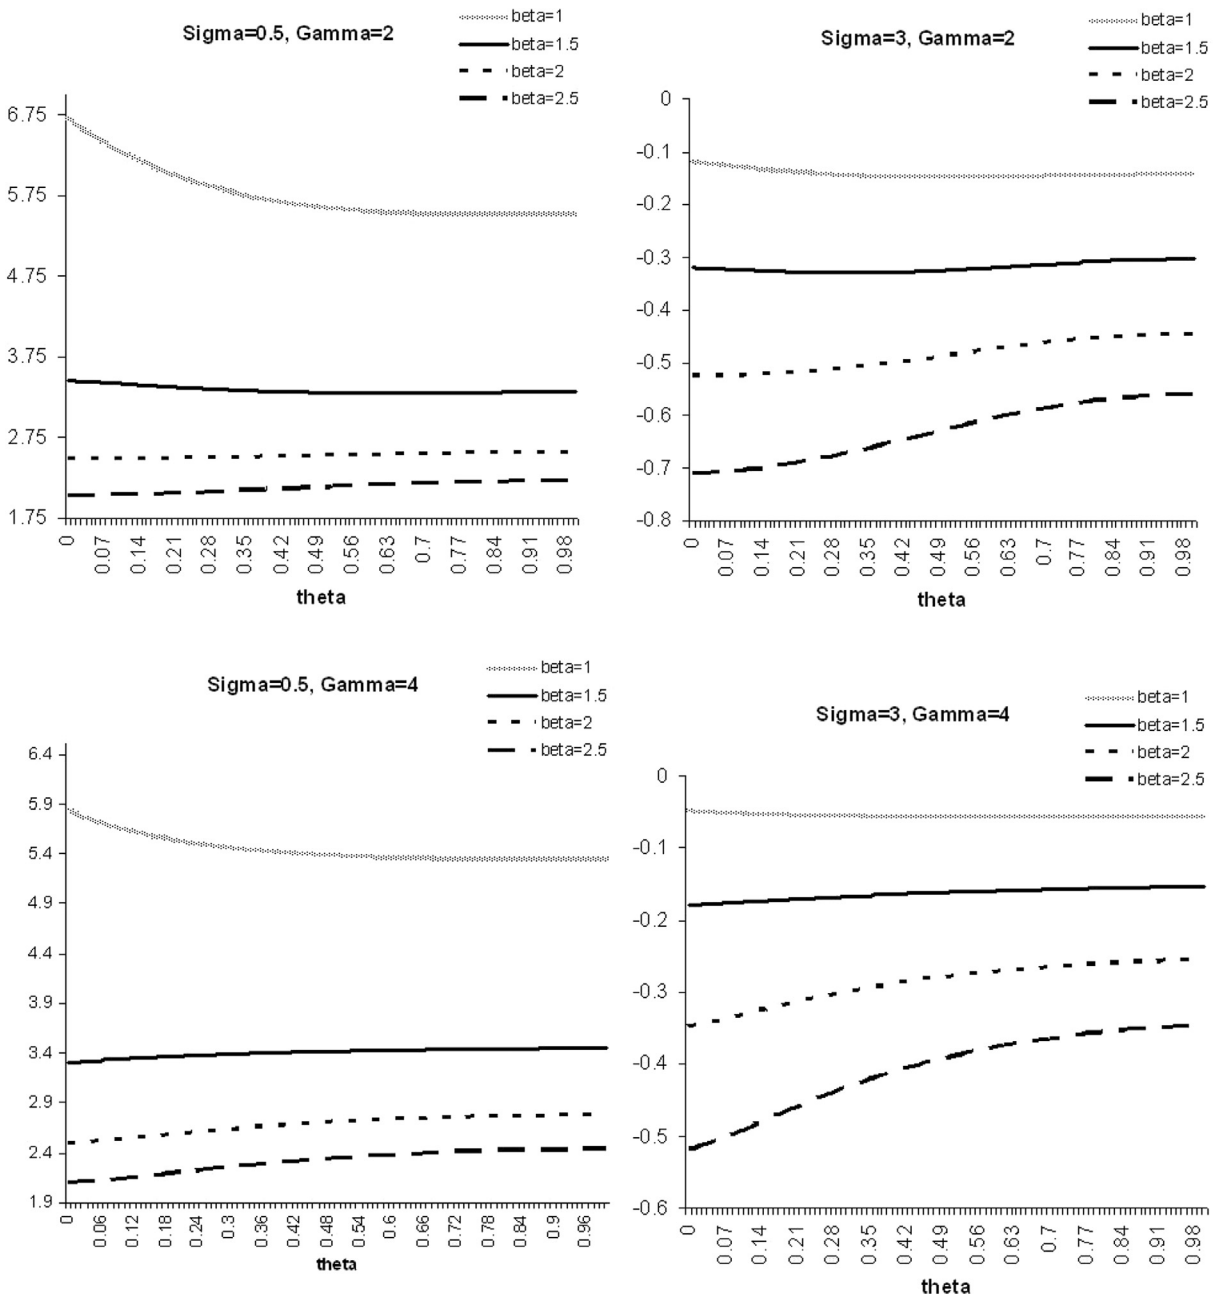 Sigma=0.5, Gamma=2
beta=1
beta=1.5
beta=2
beta=2.5
6.75
5.75
4.75
3.75
2.75
1.75
0 0.07 0.14 0.21 0.28 0.35 0.42 0.49 0.56 0.63 0.7 0.77 0.84 0.91 0.98
theta
Sigma=3, Gamma=2
beta=1
beta=1.5
beta=2
beta=2.5
0
-0.1
-0.2
-0.3
-0.4
-0.5
-0.6
-0.7
-0.8
0 0.07 0.14 0.21 0.28 0.35 0.42 0.49 0.56 0.63 0.7 0.77 0.84 0.91 0.98
theta
Sigma=0.5, Gamma=4
beta=1
beta=1.5
beta=2
beta=2.5
6.4
5.9
5.4
4.9
4.4
3.9
3.4
2.9
2.4
1.9
0 0.06 0.12 0.18 0.24 0.3 0.36 0.42 0.48 0.54 0.6 0.66 0.72 0.78 0.84 0.9 0.96
theta
Sigma=3, Gamma=4
beta=1
beta=1.5
beta=2
beta=2.5
0
-0.1
-0.2
-0.3
-0.4
-0.5
-0.6
0 0.07 0.14 0.21 0.28 0.35 0.42 0.49 0.56 0.63 0.7 0.77 0.84 0.91 0.98
theta